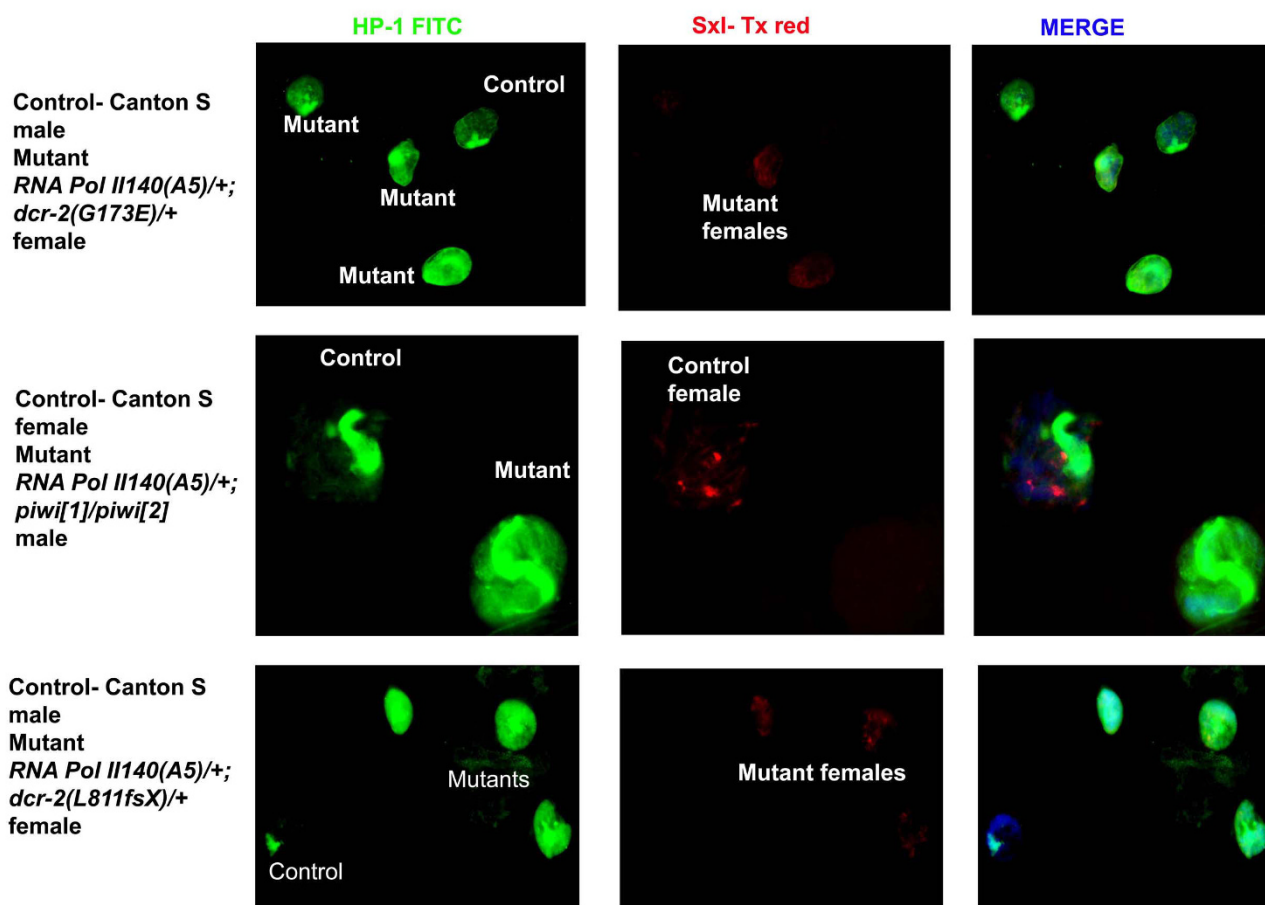 HP-1 FITC
Sxl- Tx red
MERGE
Control- Canton S
male
Mutant
RNA Pol II140(A5)/+;
dcr-2(G173E)/+
female
Control
Mutant
Mutant
Mutant
Mutant
females
Control- Canton S
female
Mutant
RNA Pol II140(A5)/+;
piwi[1]/piwi[2]
male
Control
Mutant
Control
female
Control- Canton S
male
Mutant
RNA Pol II140(A5)/+;
dcr-2(L811fsX)/+
female
Mutants
Control
Mutant females